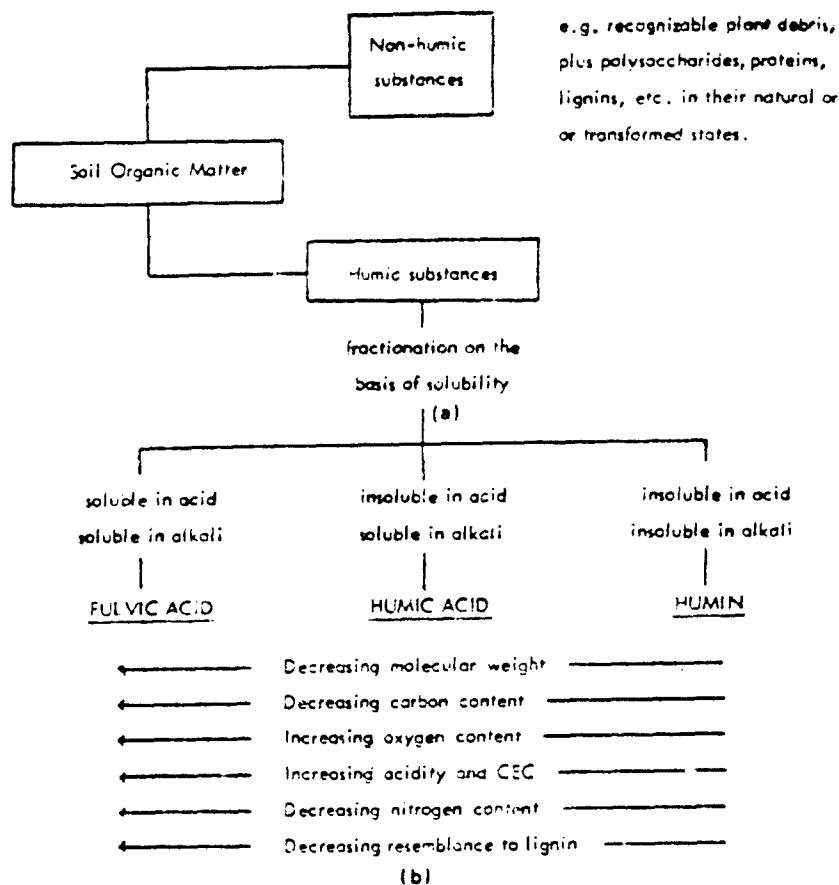 Non-humic
substances
e.g. recognizable plant debris,
plus polysaccharides, proteins,
lignins, etc. in their natural or
or transformed states.
Soil Organic Matter
Humic substances
fractionation on the
basis of solubility
(a)
soluble in acid
soluble in alkali
insoluble in acid
soluble in alkali
insoluble in acid
insoluble in alkali
FULVIC ACID
HUMIC ACID
HUMIN
Decreasing molecular weight
Decreasing carbon content
Increasing oxygen content
Increasing acidity and CEC
Decreasing nitrogen content
Decreasing resemblance to lignin
(b)